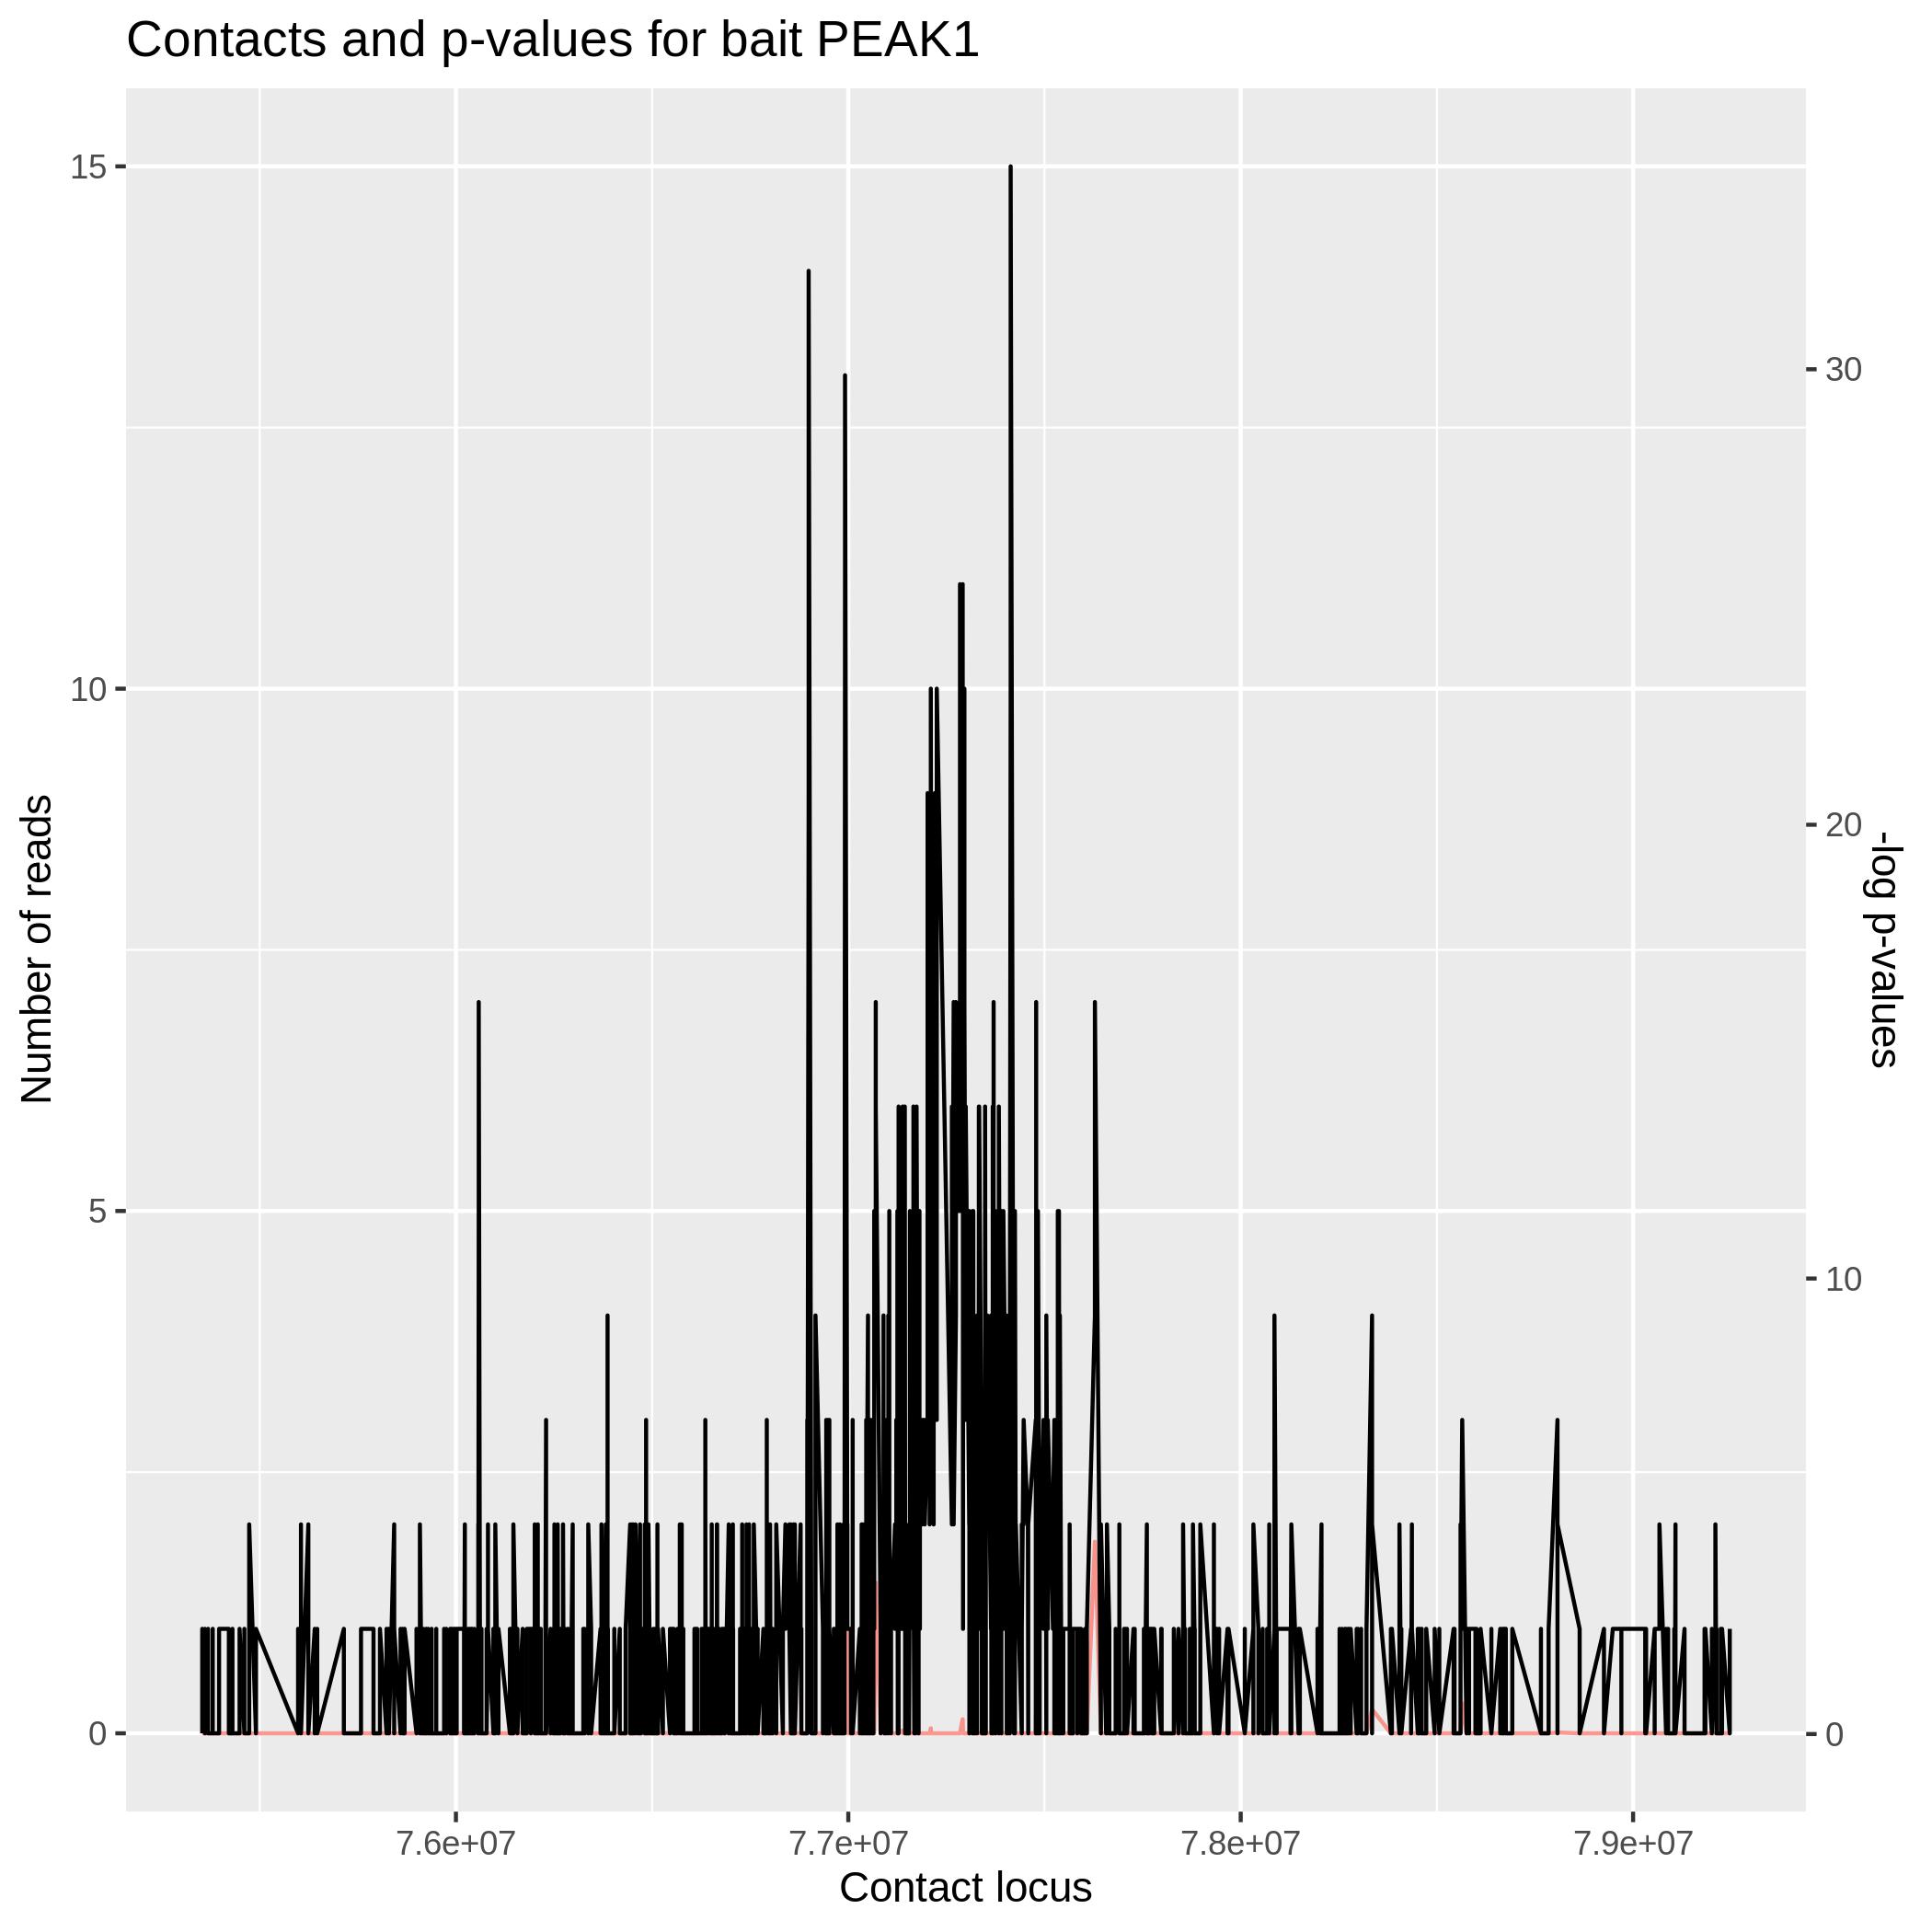 Contacts and p-values for bait PEAK1
15
10
5
0
Number of reads
30
20
10
0
-log p-values
7.6e+07
7.7e+07
7.8e+07
7.9e+07
Contact locus